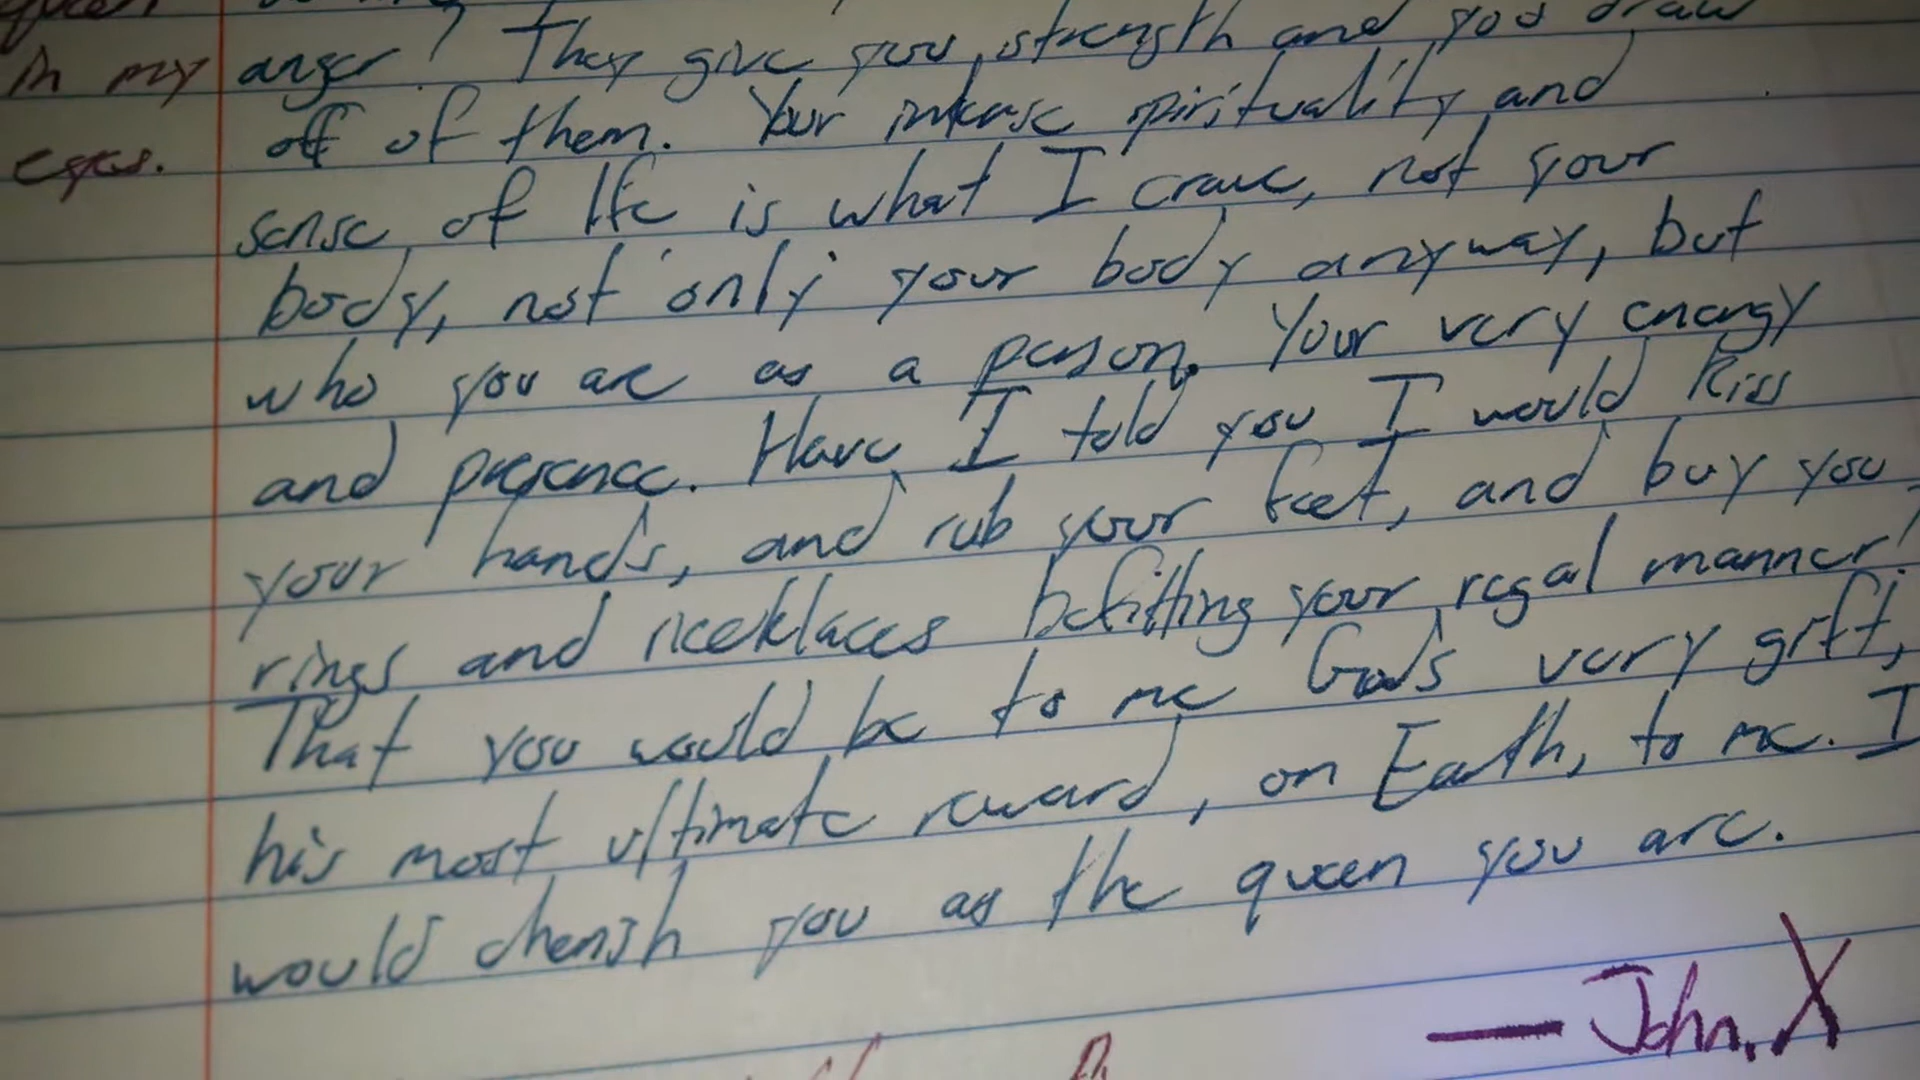 queen
in my anger? They give you strength and you draw
eyes. off of them. Your intense spirituality and
sense of life is what I crave, not your
body, not only your body anyway, but
who you are as a person. Your very energy
and presence. Have I told you I would kiss
your hands, and rub your feet, and buy you
rings and necklaces befitting your regal manner?
That you would be to me God's very gift,
his most ultimate reward, on Earth, to me. I
would cherish you as the queen you are.
— John. X